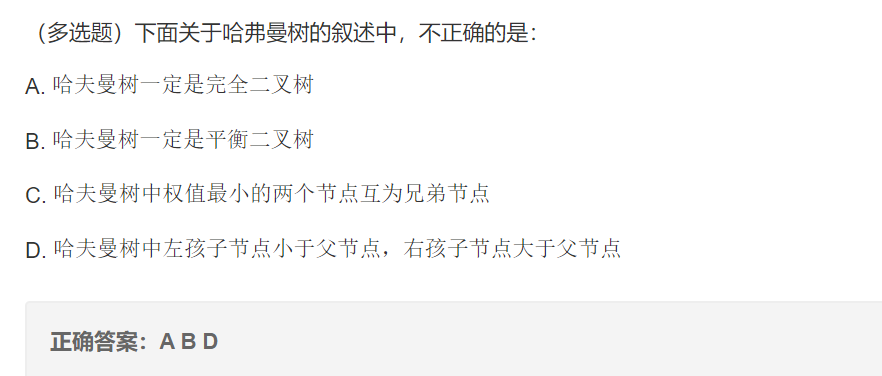 （多选题）下面关于哈弗曼树的叙述中，不正确的是：
A. 哈夫曼树一定是完全二叉树
B. 哈夫曼树一定是平衡二叉树
C. 哈夫曼树中权值最小的两个节点互为兄弟节点
D. 哈夫曼树中左孩子节点小于父节点，右孩子节点大于父节点
正确答案：A B D